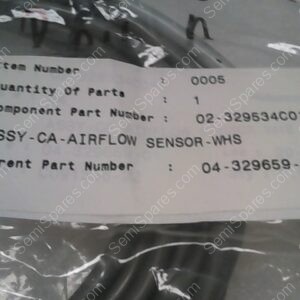 tem Number : 0005
uantity Of Parts : 1
omponent Part Number : 02-329534C01
SSY-CA-AIRFLOW SENSOR-WHS
rent Part Number : 04-329659-
SemiSpares.com